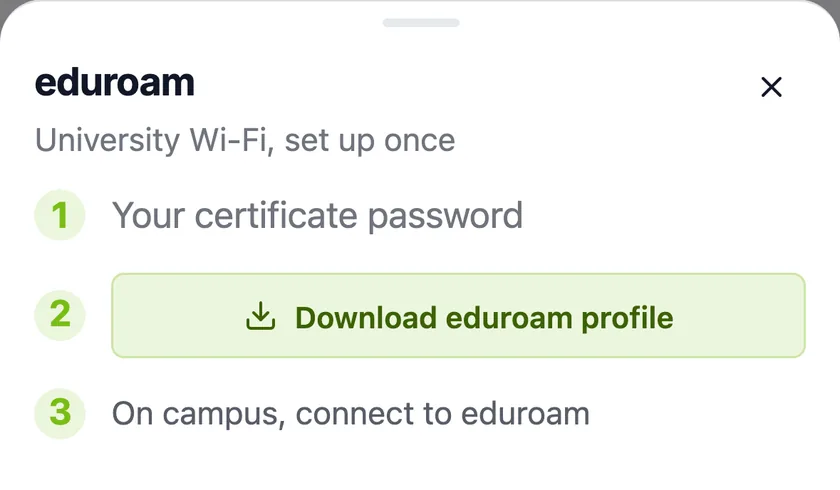 eduroam
University Wi-Fi, set up once
1 Your certificate password
2 Download eduroam profile
3 On campus, connect to eduroam